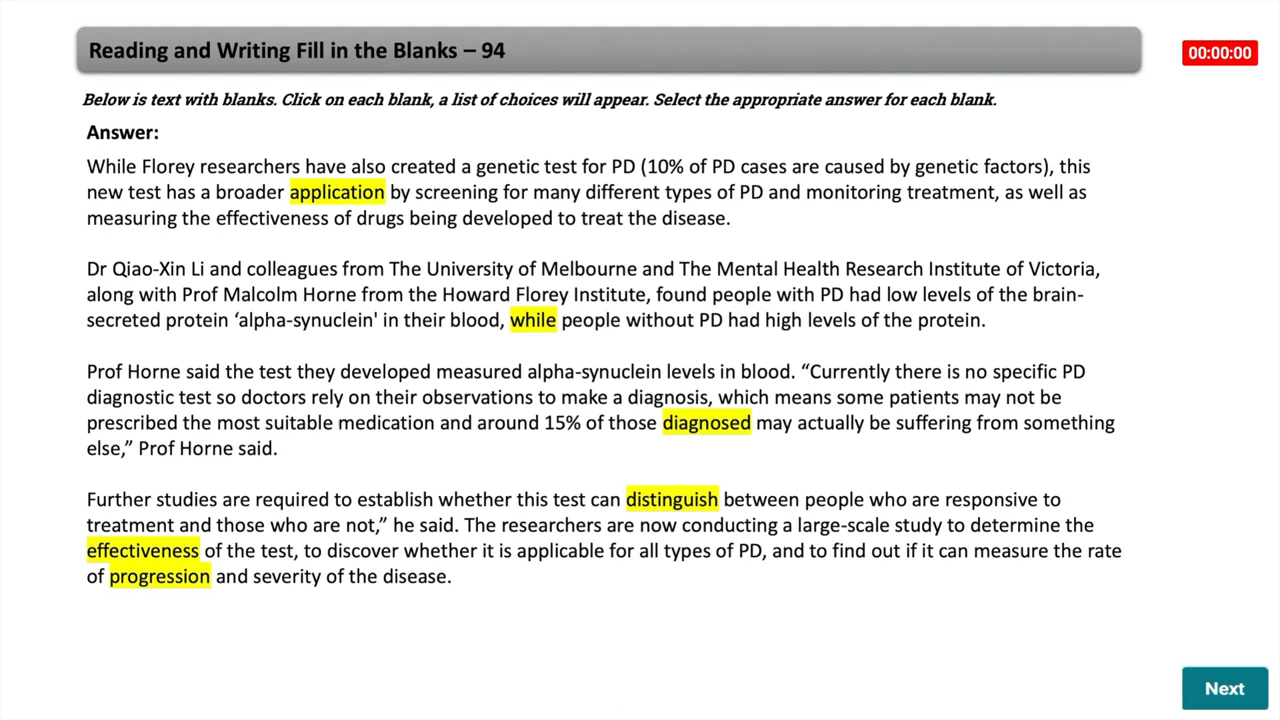 Reading and Writing Fill in the Blanks – 94
00:00:00
Below is text with blanks. Click on each blank, a list of choices will appear. Select the appropriate answer for each blank.
Answer:
While Florey researchers have also created a genetic test for PD (10% of PD cases are caused by genetic factors), this
new test has a broader application by screening for many different types of PD and monitoring treatment, as well as
measuring the effectiveness of drugs being developed to treat the disease.
Dr Qiao-Xin Li and colleagues from The University of Melbourne and The Mental Health Research Institute of Victoria,
along with Prof Malcolm Horne from the Howard Florey Institute, found people with PD had low levels of the brain-
secreted protein ‘alpha-synuclein' in their blood, while people without PD had high levels of the protein.
Prof Horne said the test they developed measured alpha-synuclein levels in blood. “Currently there is no specific PD
diagnostic test so doctors rely on their observations to make a diagnosis, which means some patients may not be
prescribed the most suitable medication and around 15% of those diagnosed may actually be suffering from something
else,” Prof Horne said.
Further studies are required to establish whether this test can distinguish between people who are responsive to
treatment and those who are not,” he said. The researchers are now conducting a large-scale study to determine the
effectiveness of the test, to discover whether it is applicable for all types of PD, and to find out if it can measure the rate
of progression and severity of the disease.
Next